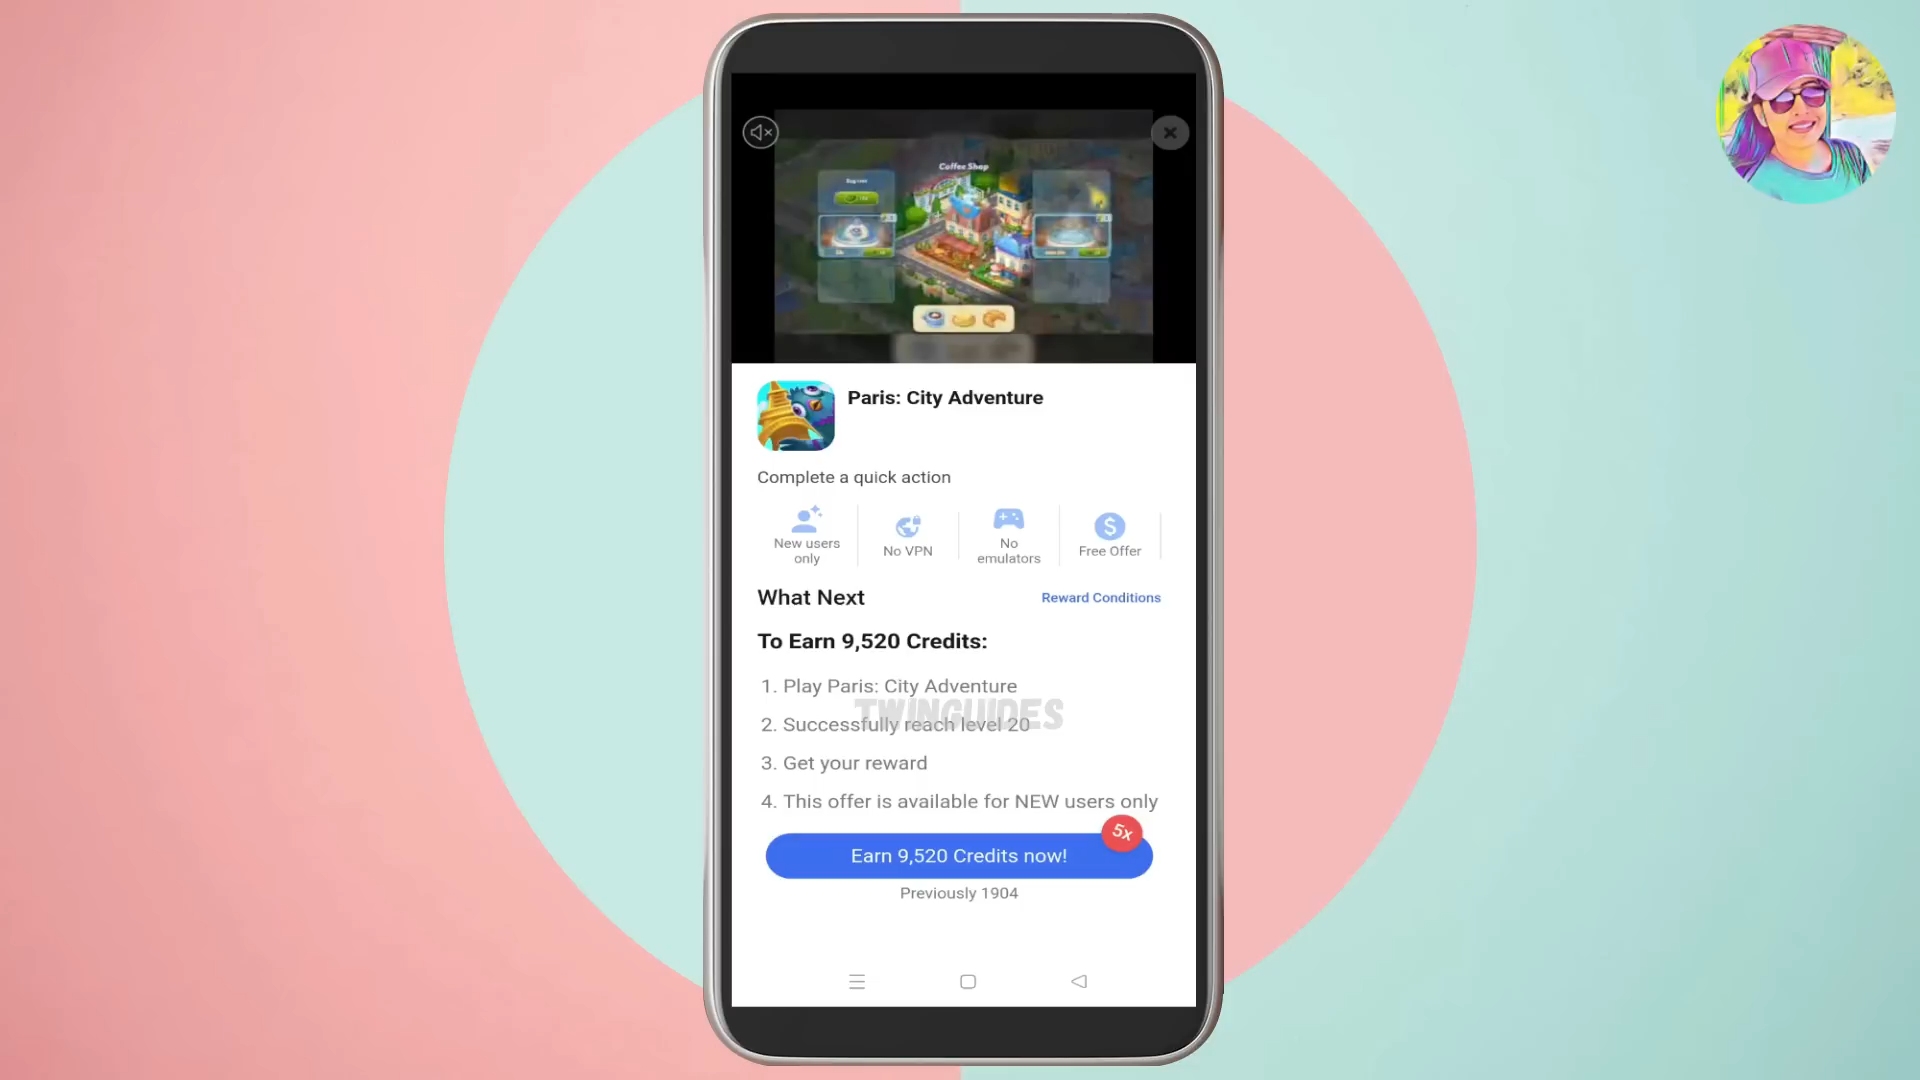 Coffee Shop
Paris: City Adventure
Complete a quick action
New users
only
No VPN
No
emulators
Free Offer
What Next
Reward Conditions
To Earn 9,520 Credits:
1. Play Paris: City Adventure
TWINGUIDES
2. Successfully reach level 20
3. Get your reward
4. This offer is available for NEW users only
5x
Earn 9,520 Credits now!
Previously 1904